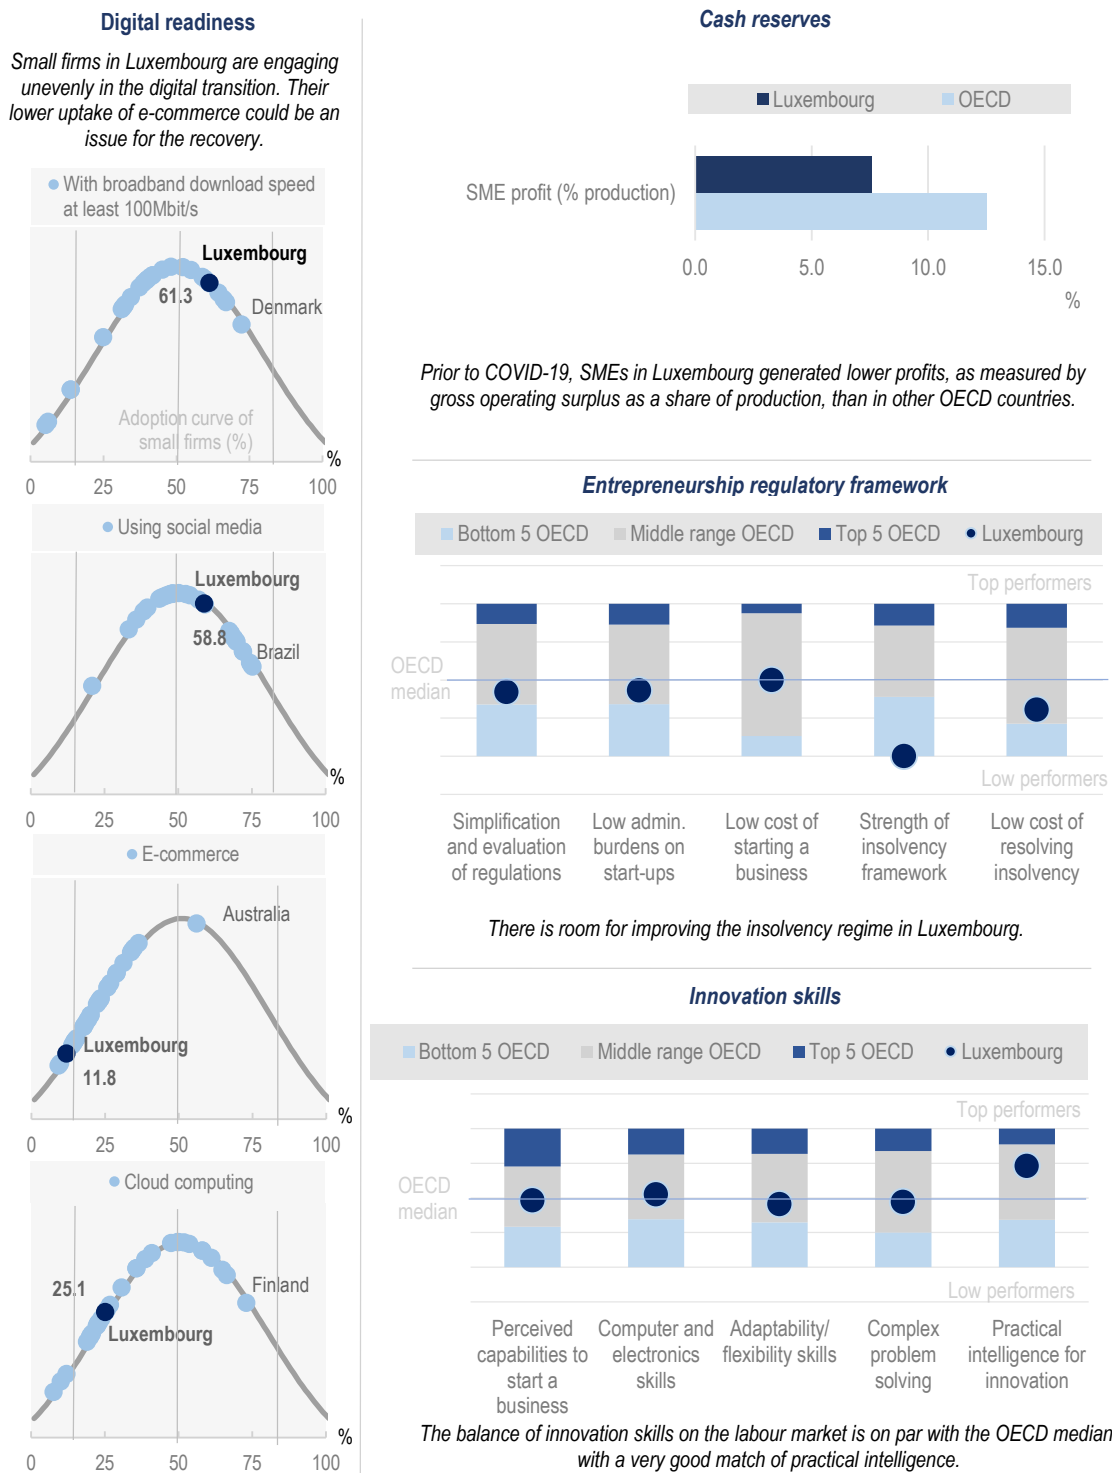 Digital readiness
Small firms in Luxembourg are engaging
unevenly in the digital transition. Their
lower uptake of e-commerce could be an
issue for the recovery.
With broadband download speed
at least 100Mbit/s
Luxembourg
61.3
Denmark
Adoption curve of
small firms (%)
%
0 25 50 75 100
Using social media
Luxembourg
58.8
Brazil
%
0 25 50 75 100
E-commerce
Australia
Luxembourg
11.8
%
0 25 50 75 100
Cloud computing
25.1
Finland
Luxembourg
%
0 25 50 75 100
Cash reserves
Luxembourg OECD
SME profit (% production)
0.0 5.0 10.0 15.0
%
Prior to COVID-19, SMEs in Luxembourg generated lower profits, as measured by
gross operating surplus as a share of production, than in other OECD countries.
Entrepreneurship regulatory framework
Bottom 5 OECD Middle range OECD Top 5 OECD Luxembourg
Top performers
OECD
median
Low performers
Simplification
and evaluation
of regulations
Low admin.
burdens on
start-ups
Low cost of
starting a
business
Strength of
insolvency
framework
Low cost of
resolving
insolvency
There is room for improving the insolvency regime in Luxembourg.
Innovation skills
Bottom 5 OECD Middle range OECD Top 5 OECD Luxembourg
Top performers
OECD
median
Low performers
Perceived
capabilities to
start a
business
Computer and
electronics
skills
Adaptability/
flexibility skills
Complex
problem
solving
Practical
intelligence for
innovation
The balance of innovation skills on the labour market is on par with the OECD median
with a very good match of practical intelligence.